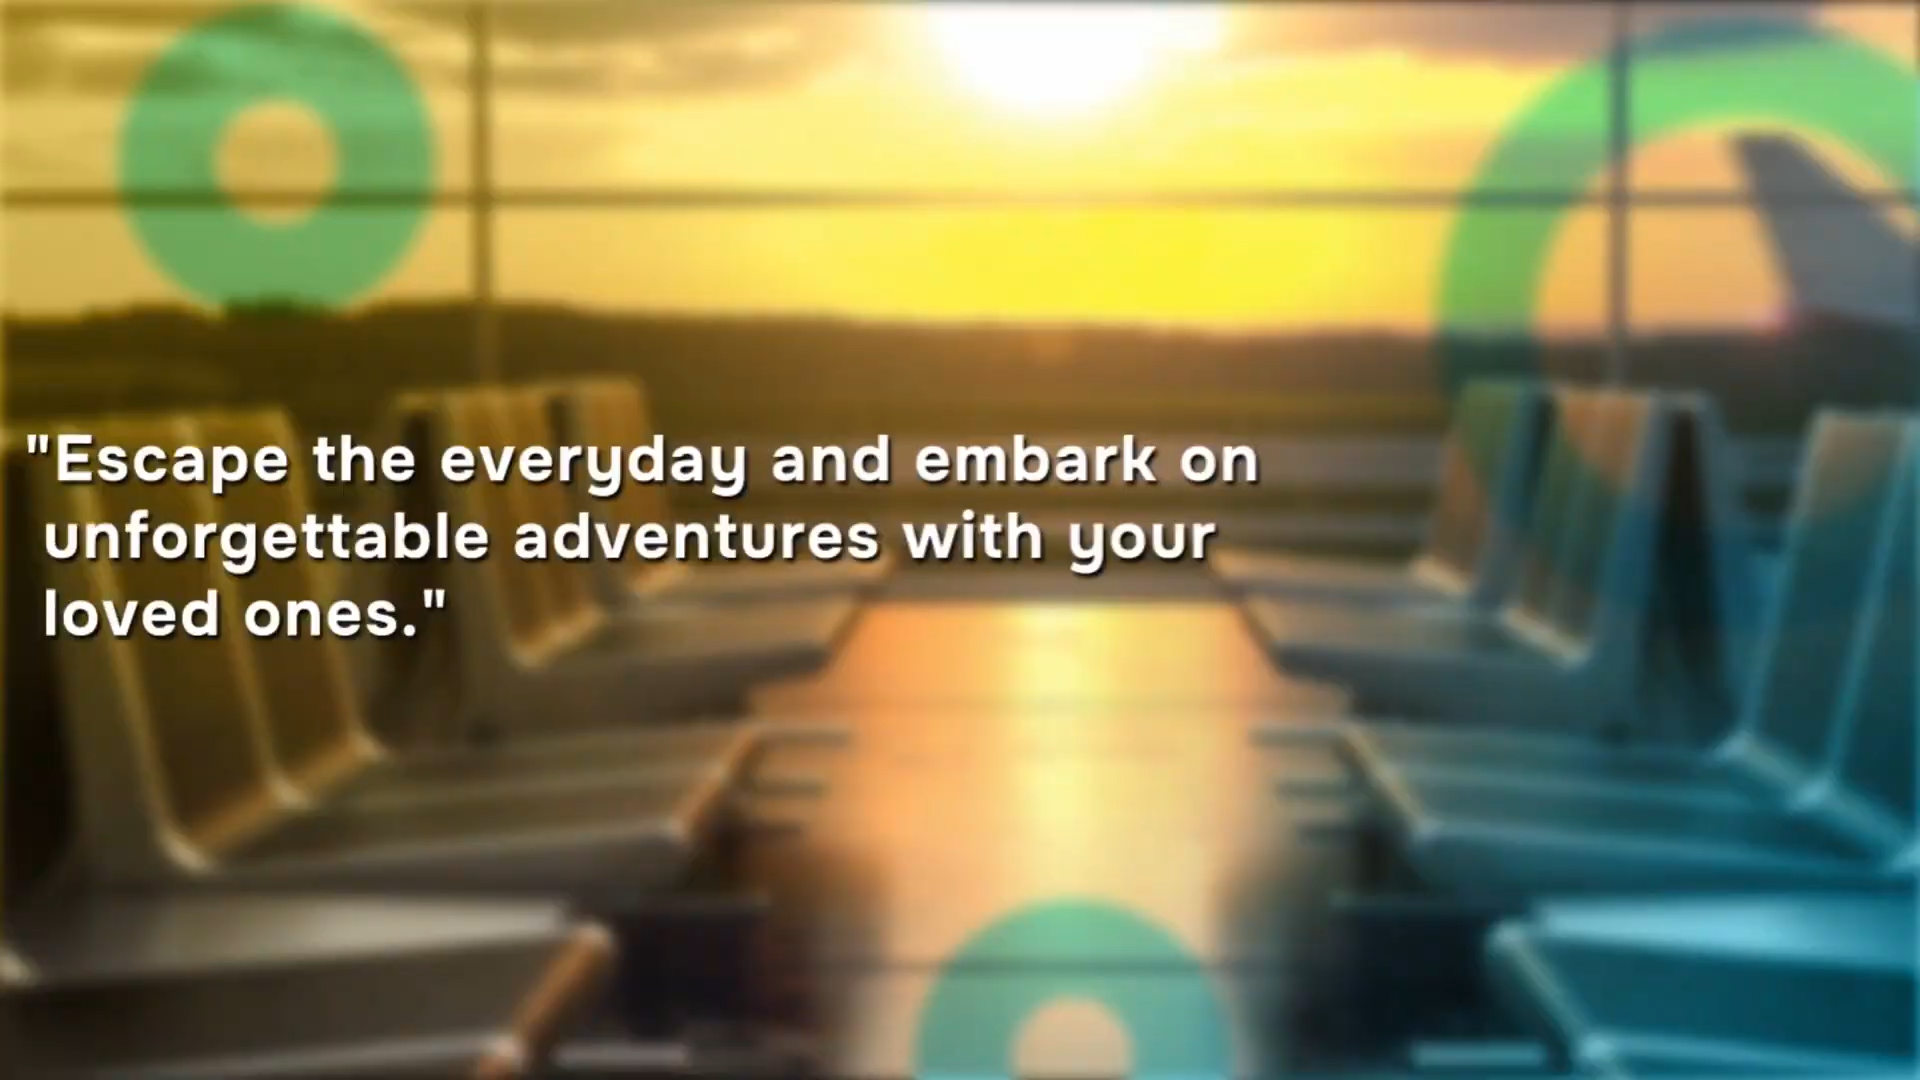 "Escape the everyday and embark on
unforgettable adventures with your
loved ones."